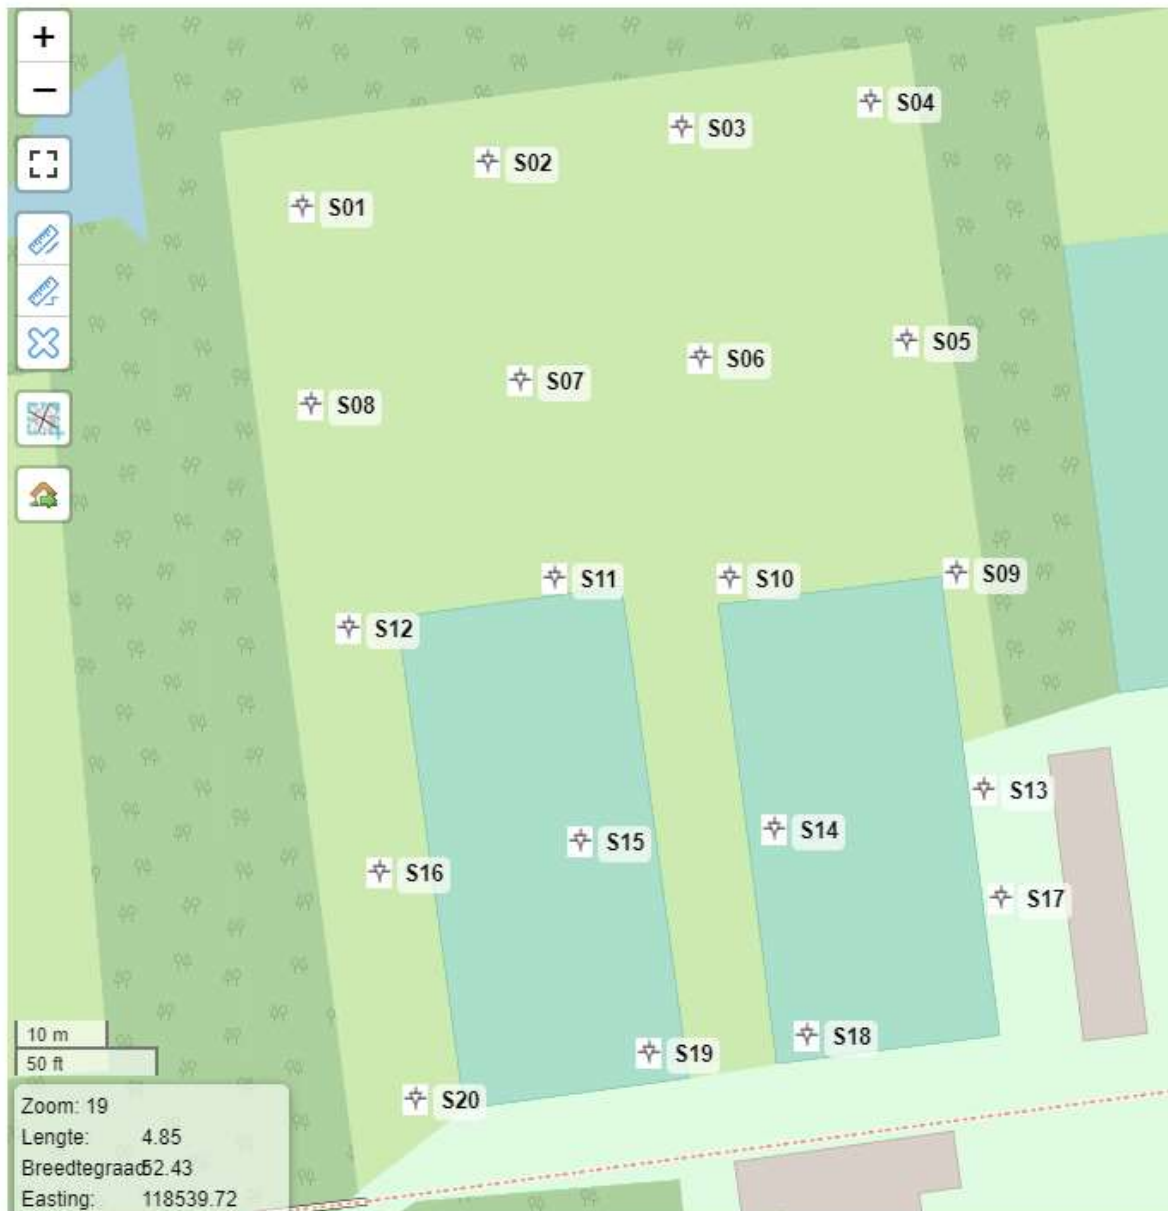 +
−
S04
S03
S02
S01
S05
S06
S07
S08
S09
S11
S10
S12
S13
S14
S15
S16
S17
10 m
S18
50 ft
S19
S20
Zoom: 19
Lengte: 4.85
Breedtegraad 52.43
Easting: 118539.72